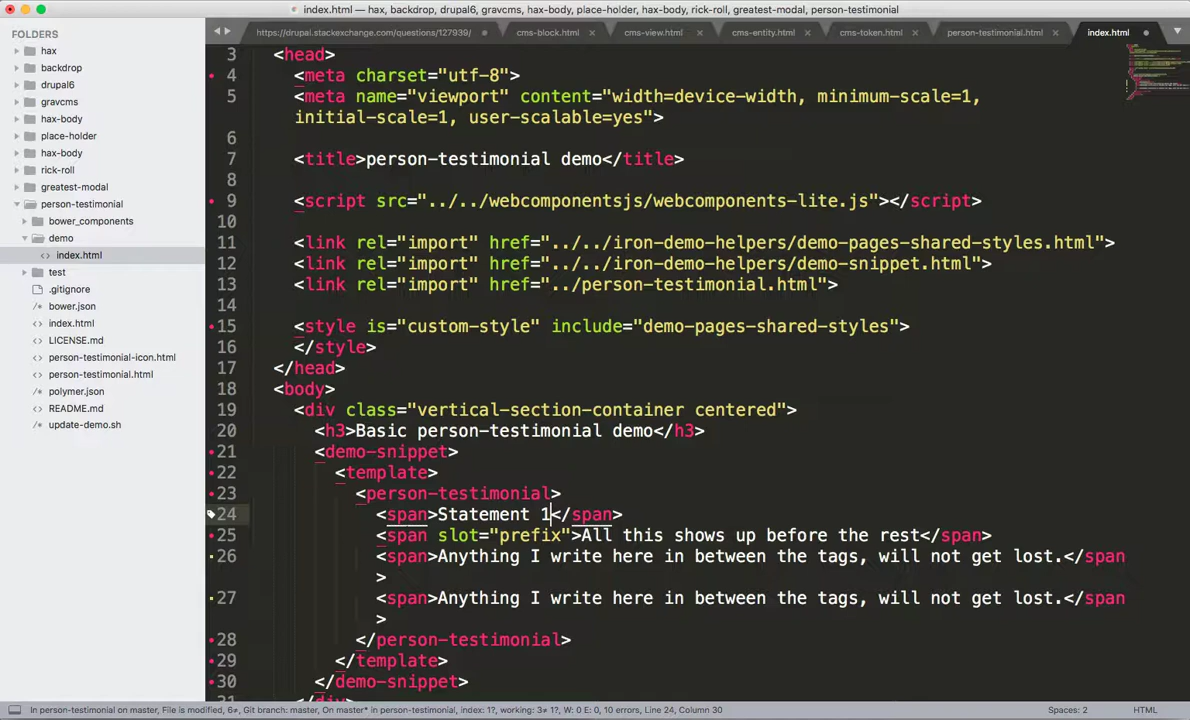 index.html — hax, backdrop, drupal6, gravcms, hax-body, place-holder, hax-body, rick-roll, greatest-modal, person-testimonial
FOLDERS
hax
backdrop
drupal6
gravcms
hax-body
place-holder
hax-body
rick-roll
greatest-modal
person-testimonial
bower_components
demo
index.html
test
.gitignore
bower.json
index.html
LICENSE.md
person-testimonial-icon.html
person-testimonial.html
polymer.json
README.md
update-demo.sh
https://drupal.stackexchange.com/questions/127939/ cms-block.html cms-view.html cms-entity.html cms-token.html person-testimonial.html index.html
3 <head>
4 <meta charset="utf-8">
5 <meta name="viewport" content="width=device-width, minimum-scale=1,
initial-scale=1, user-scalable=yes">
6
7 <title>person-testimonial demo</title>
8
9 <script src="../../webcomponentsjs/webcomponents-lite.js"></script>
10
11 <link rel="import" href="../../iron-demo-helpers/demo-pages-shared-styles.html">
12 <link rel="import" href="../../iron-demo-helpers/demo-snippet.html">
13 <link rel="import" href="../person-testimonial.html">
14
15 <style is="custom-style" include="demo-pages-shared-styles">
16 </style>
17 </head>
18 <body>
19 <div class="vertical-section-container centered">
20 <h3>Basic person-testimonial demo</h3>
21 <demo-snippet>
22 <template>
23 <person-testimonial>
24 <span>Statement 1</span>
25 <span slot="prefix">All this shows up before the rest</span>
26 <span>Anything I write here in between the tags, will not get lost.</span
>
27 <span>Anything I write here in between the tags, will not get lost.</span
>
28 </person-testimonial>
29 </template>
30 </demo-snippet>
31 </div>
In person-testimonial on master, File is modified, 6≠, Git branch: master, On master* in person-testimonial, index: 1?, working: 3≠ 1?, W: 0 E: 0, 10 errors, Line 24, Column 30
Spaces: 2
HTML